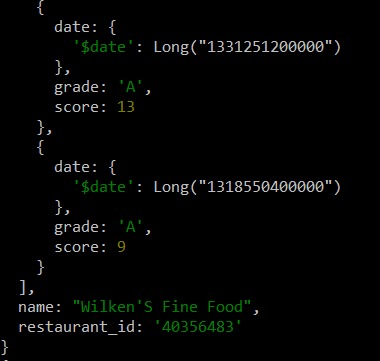 {
date: {
'$date': Long("1331251200000")
},
grade: 'A',
score: 13
},
{
date: {
'$date': Long("1318550400000")
},
grade: 'A',
score: 9
}
],
name: "Wilken'S Fine Food",
restaurant_id: '40356483'
}